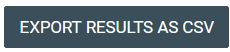 EXPORT RESULTS AS CSV